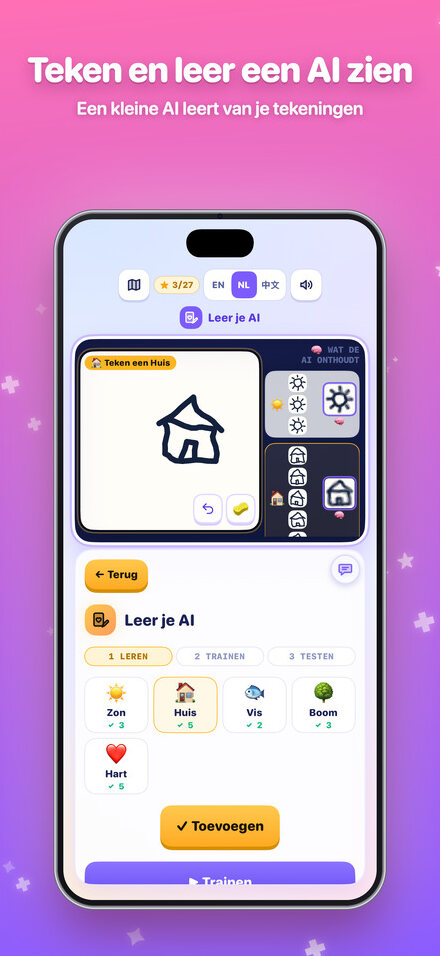 Teken en leer een AI zien
Een kleine AI leert van je tekeningen
3/27
EN
NL
中文
Leer je AI
Teken een Huis
WAT DE
AI ONTHOUDT
← Terug
Leer je AI
1 LEREN
2 TRAINEN
3 TESTEN
Zon
✓ 3
Huis
✓ 5
Vis
✓ 2
Boom
✓ 3
Hart
✓ 5
✓ Toevoegen
▶ Trainen